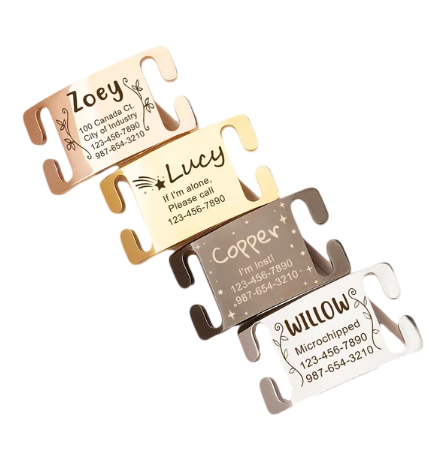 Zoey
100 Canada Ct.
City of Industry
123-456-7890
987-654-3210
Lucy
If I'm alone,
Please call
123-456-7890
Copper
I'm lost!
123-456-7890
987-654-3210
WILLOW
Microchipped
123-456-7890
987-654-3210